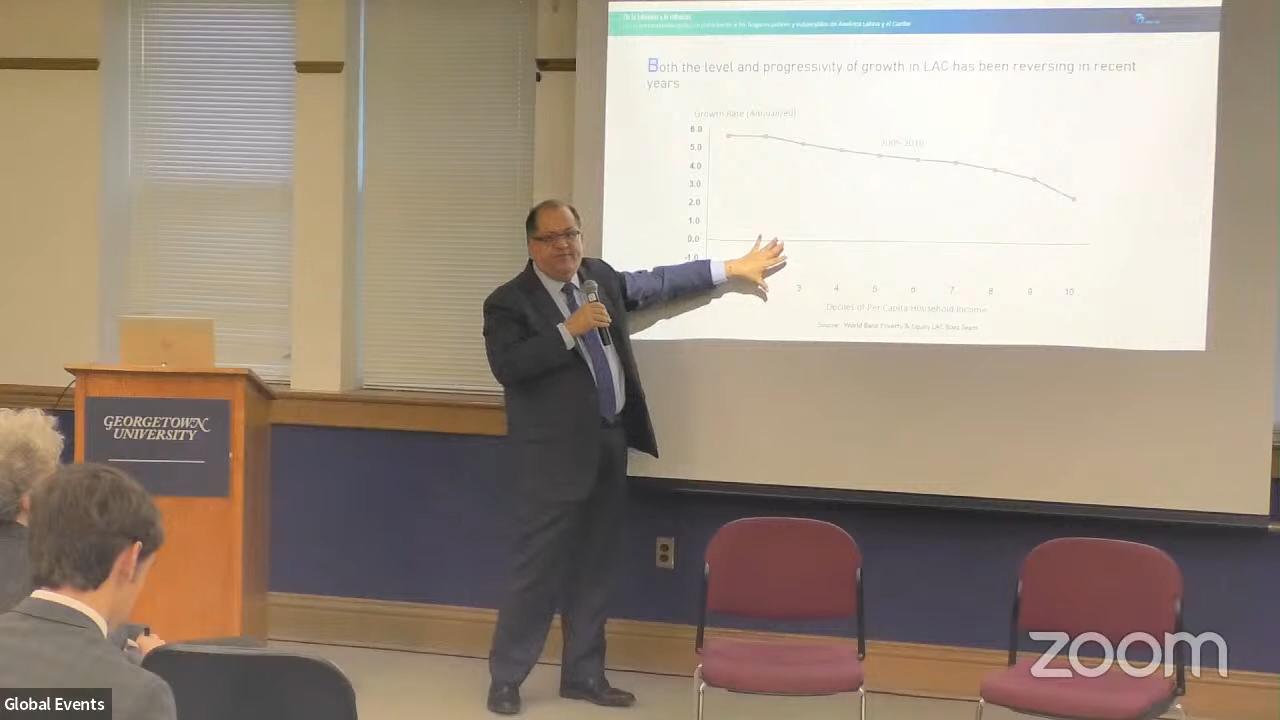 Both the level and progressivity of growth in LAC has been reversing in recent
years
Growth Rate (Annualized)
6.0
5.0
4.0
3.0
2.0
1.0
0.0
-1.0
3 4 5 6 7 8 9 10
Deciles of Per Capita Household Income
Source: World Bank Poverty & Equity LAC Team
GEORGETOWN
UNIVERSITY
zoom
Global Events